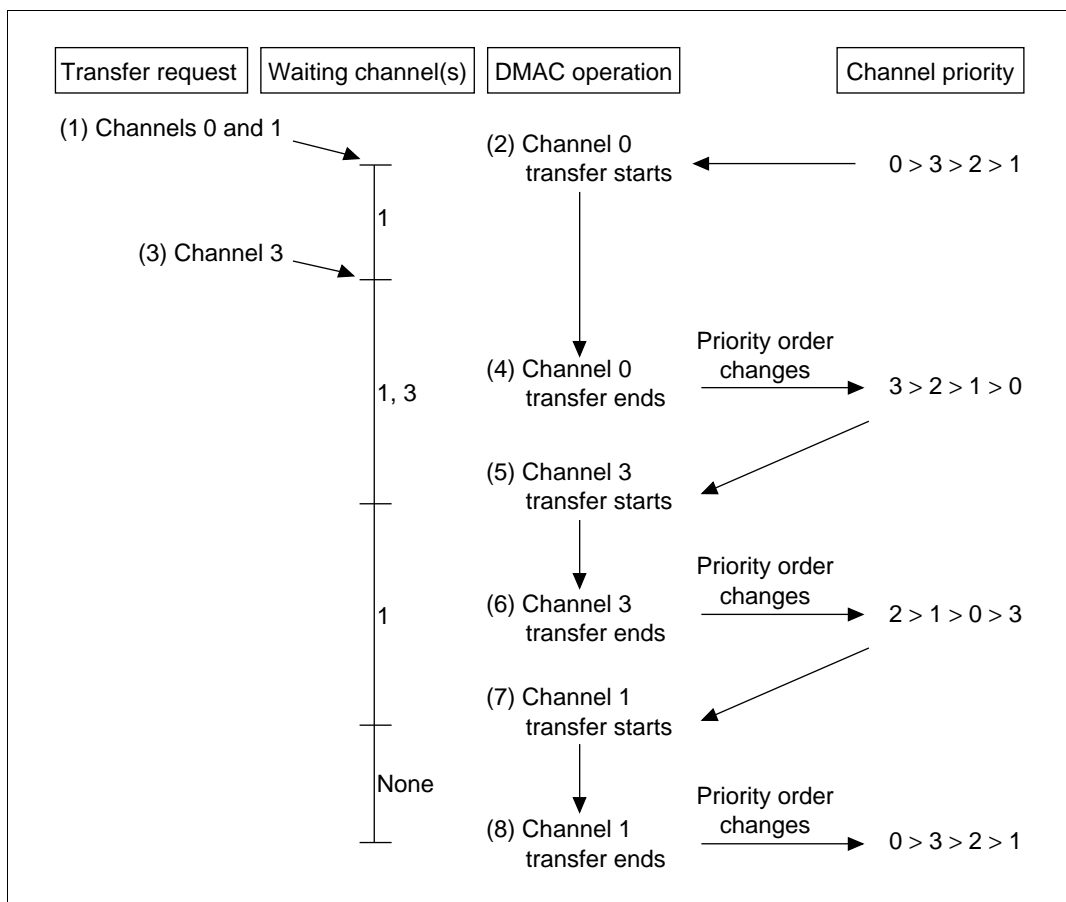 Transfer request
Waiting channel(s)
DMAC operation
Channel priority
(1) Channels 0 and 1
(2) Channel 0
transfer starts
0 > 3 > 2 > 1
1
(3) Channel 3
1, 3
(4) Channel 0
transfer ends
Priority order
changes
3 > 2 > 1 > 0
(5) Channel 3
transfer starts
1
(6) Channel 3
transfer ends
Priority order
changes
2 > 1 > 0 > 3
(7) Channel 1
transfer starts
None
(8) Channel 1
transfer ends
Priority order
changes
0 > 3 > 2 > 1